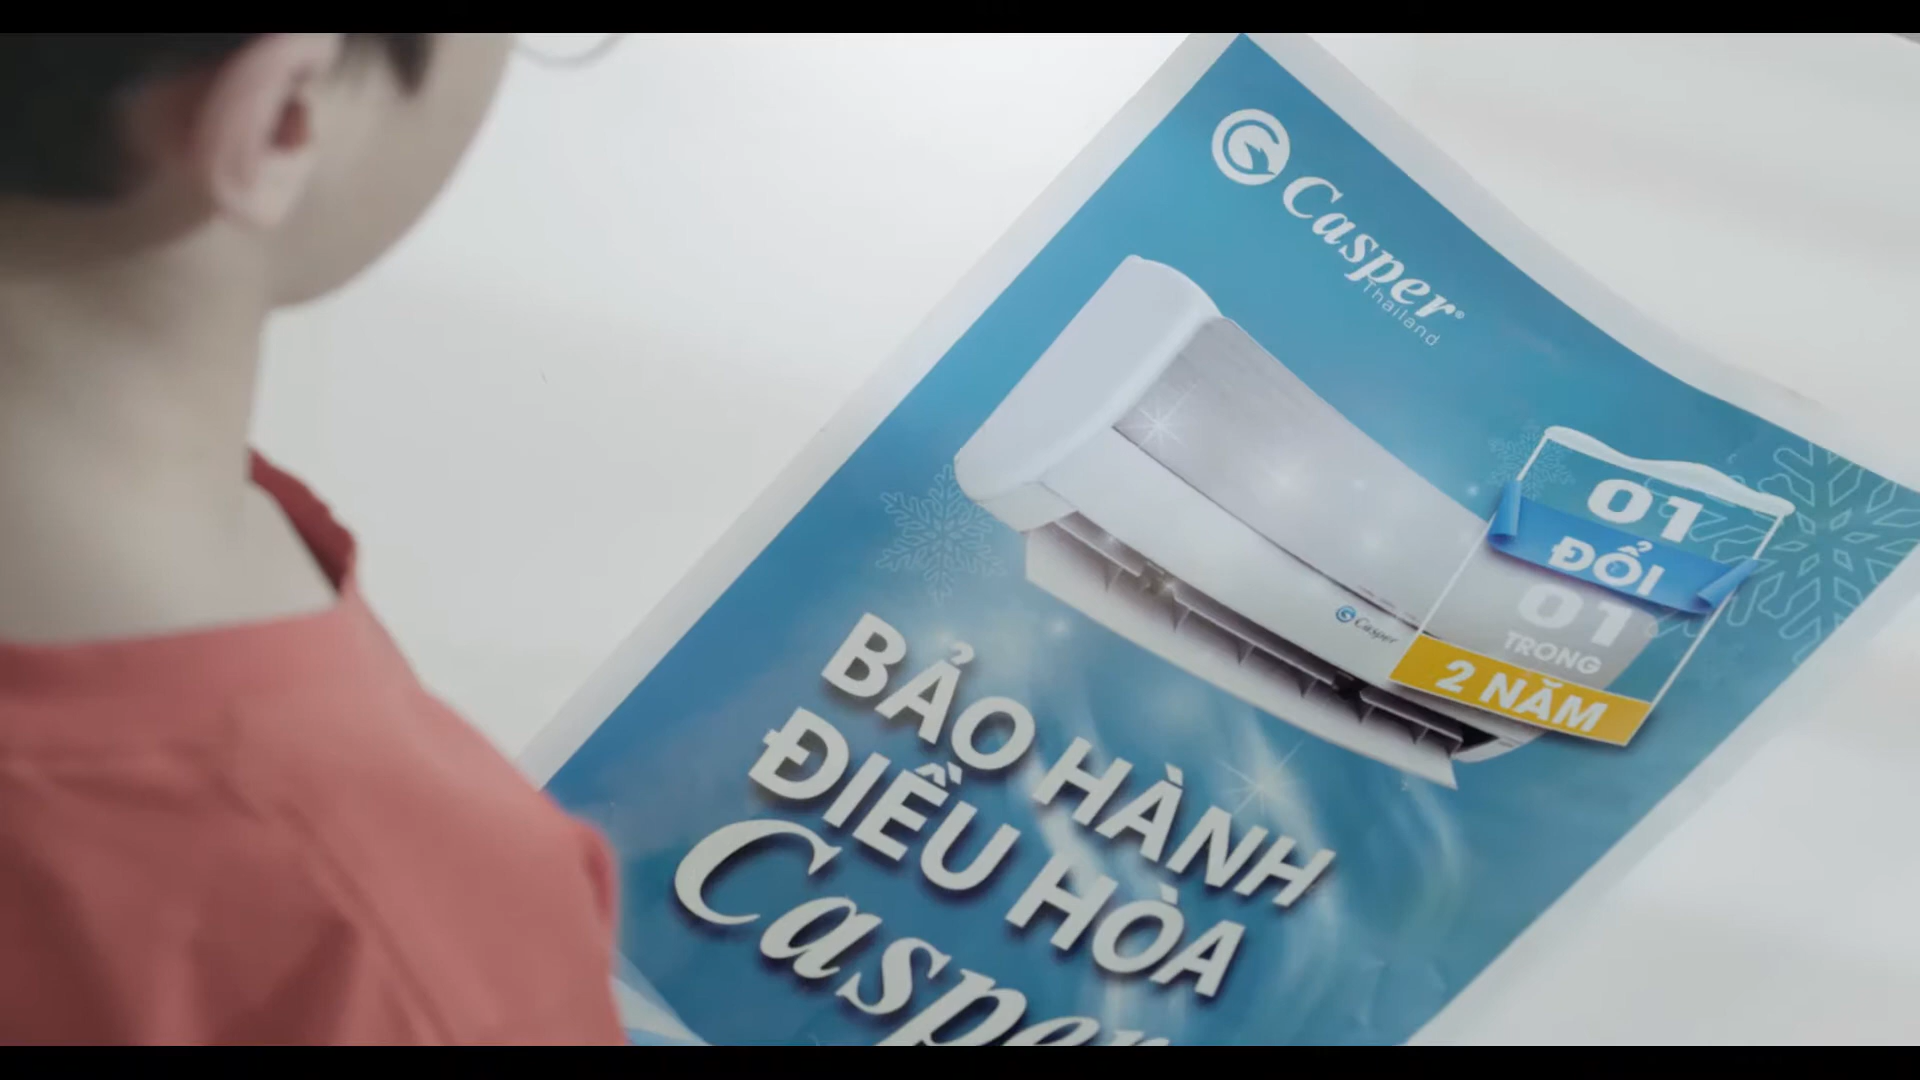 Casper®
Thailand
01
ĐỔI
01
TRONG
2 NĂM
Casper
BẢO HÀNH
ĐIỀU HÒA
Casper